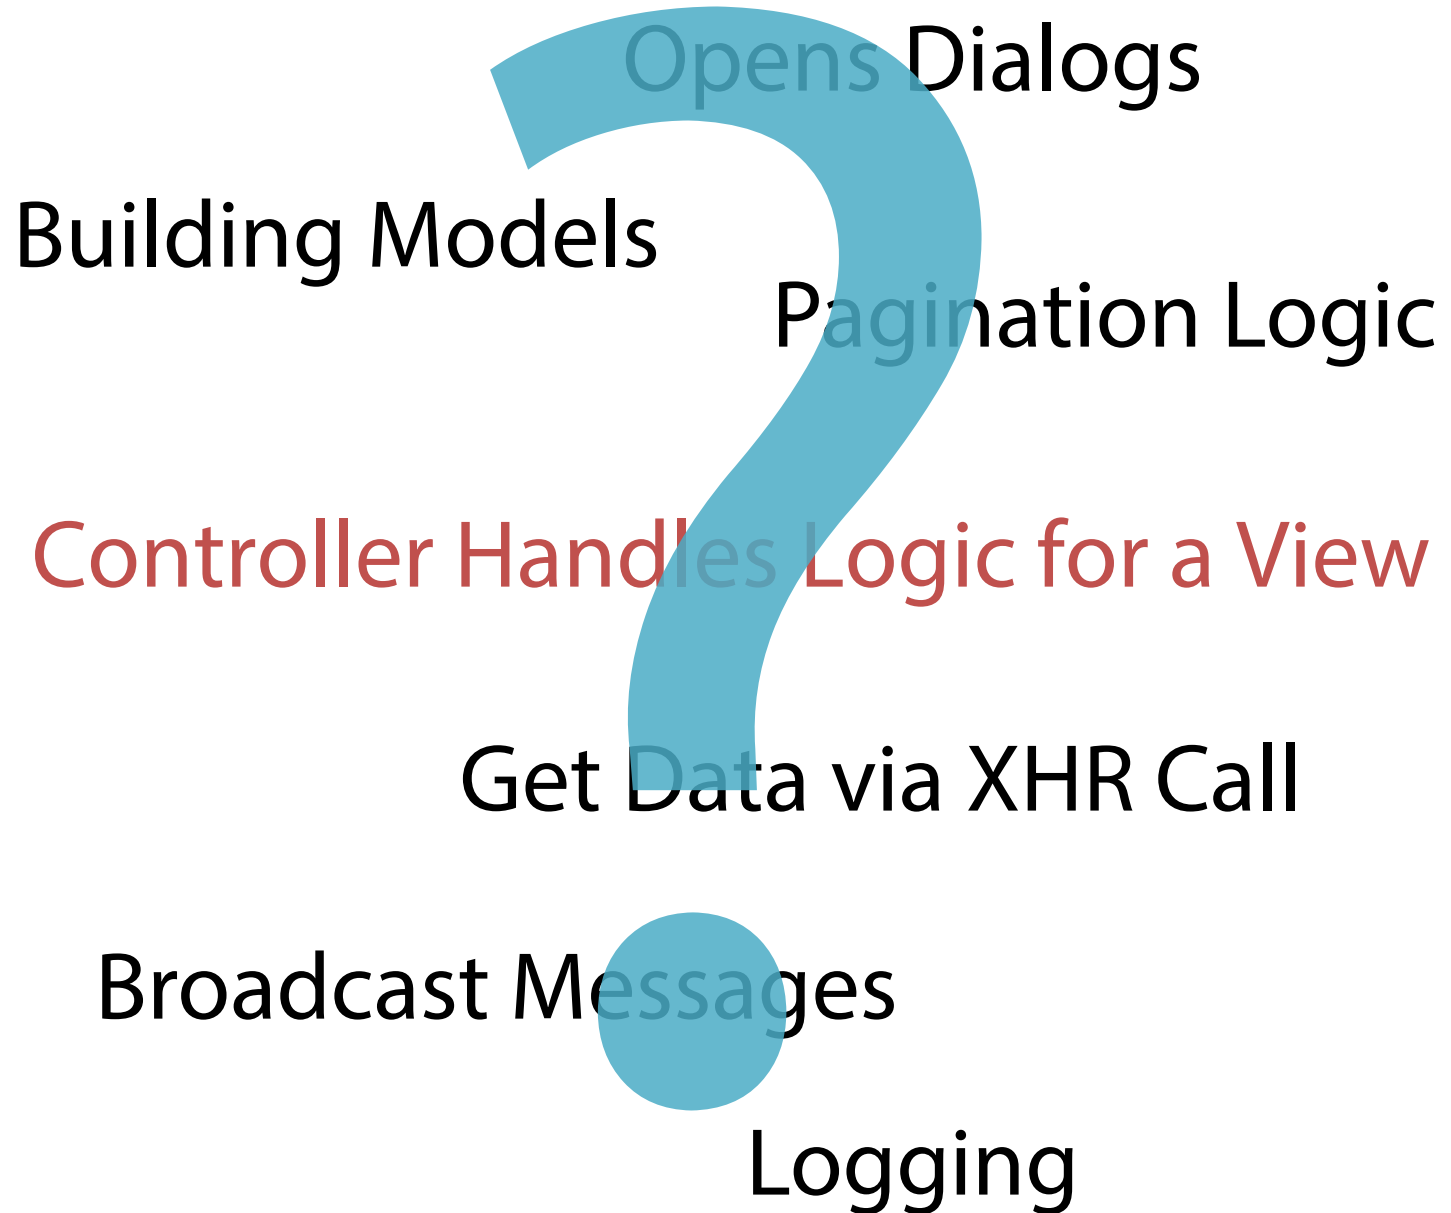 Opens Dialogs
Building Models
Pagination Logic
Controller Handles Logic for a View
Get Data via XHR Call
Broadcast Messages
Logging
?